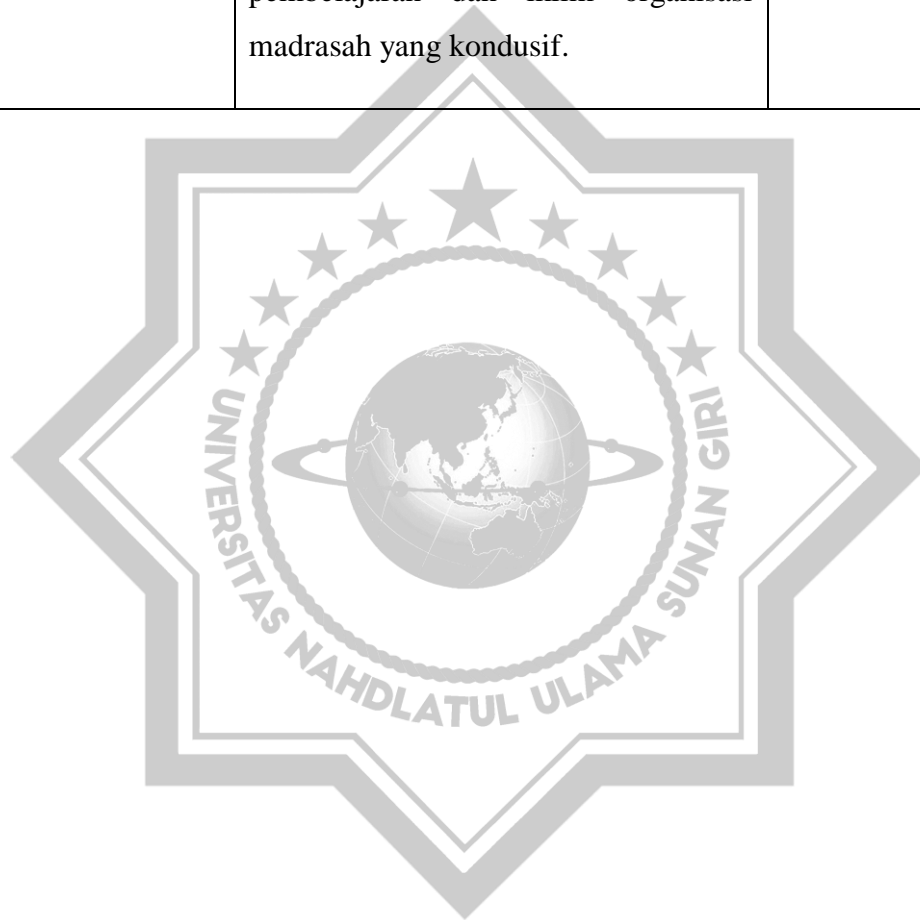 pembelajaran dan iklim organisasi
madrasah yang kondusif.
UNIVERSITAS NAHDLATUL ULAMA SUNAN GIRI